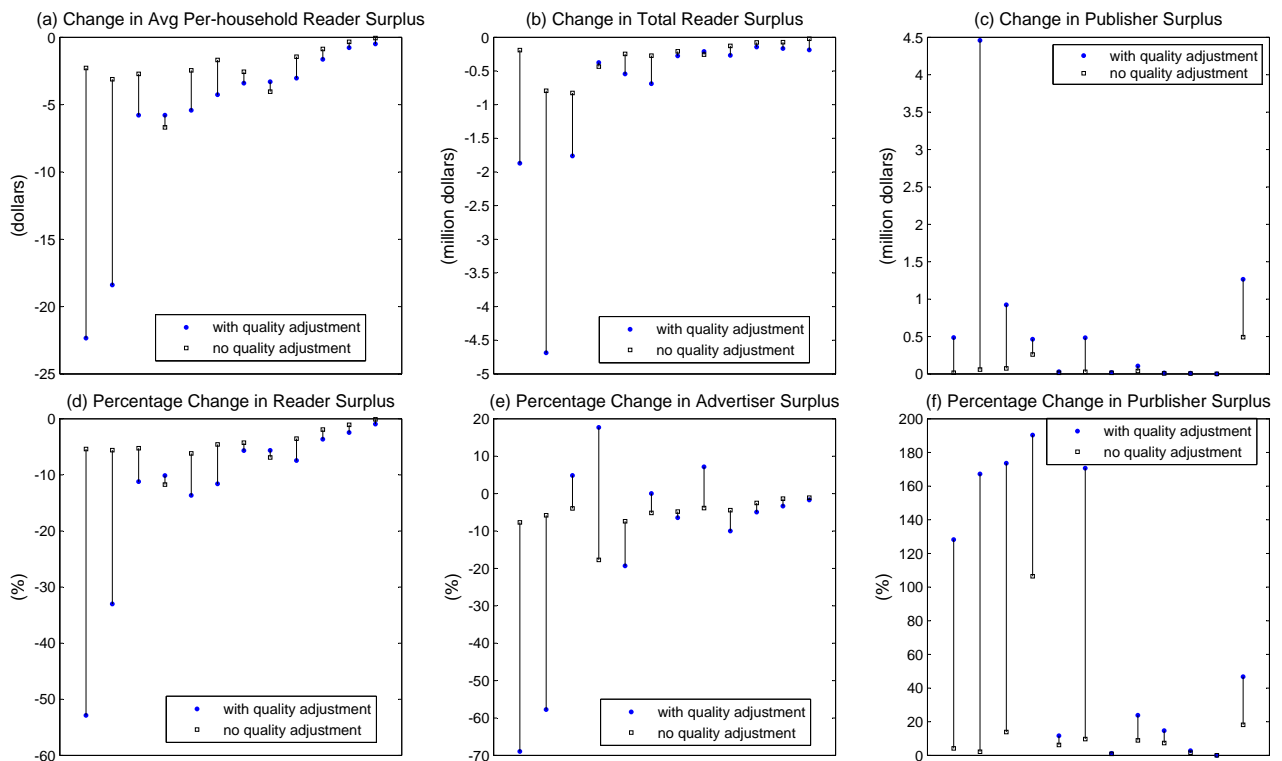 (a) Change in Avg Per-household Reader Surplus
0
-5
-10
-15
-20
-25
(dollars)
with quality adjustment
no quality adjustment
(b) Change in Total Reader Surplus
0
-0.5
-1
-1.5
-2
-2.5
-3
-3.5
-4
-4.5
-5
(million dollars)
with quality adjustment
no quality adjustment
(c) Change in Publisher Surplus
4.5
4
3.5
3
2.5
2
1.5
1
0.5
0
(million dollars)
with quality adjustment
no quality adjustment
(d) Percentage Change in Reader Surplus
0
-10
-20
-30
-40
-50
-60
(%)
with quality adjustment
no quality adjustment
(e) Percentage Change in Advertiser Surplus
20
10
0
-10
-20
-30
-40
-50
-60
-70
(%)
with quality adjustment
no quality adjustment
(f) Percentage Change in Purblisher Surplus
200
180
160
140
120
100
80
60
40
20
0
(%)
with quality adjustment
no quality adjustment